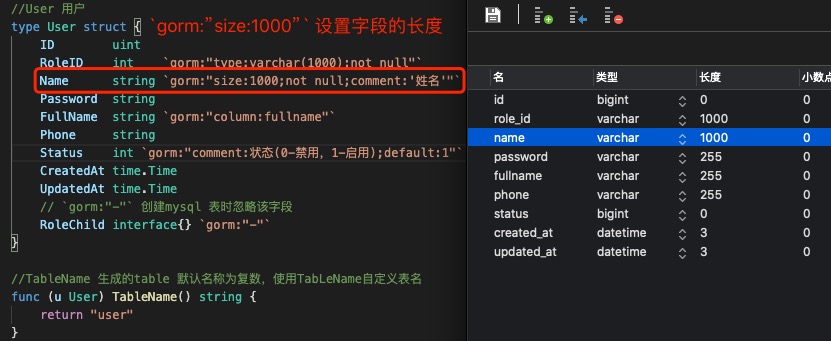 //User 用户
type User struct { `gorm:”size:1000”` 设置字段的长度
ID uint
RoleID int `gorm:"type:varchar(1000);not null"`
Name string `gorm:"size:1000;not null;comment:'姓名'"`
Password string
FullName string `gorm:"column:fullname"`
Phone string
Status int `gorm:"comment:状态(0-禁用，1-启用);default:1"`
CreatedAt time.Time
UpdatedAt time.Time
// `gorm:"-"` 创建mysql 表时忽略该字段
RoleChild interface{} `gorm:"-"`
}
//TableName 生成的table 默认名称为复数，使用TabLeName自定义表名
func (u User) TableName() string {
return "user"
}
名 类型 长度 小数点
id bigint 0 0
role_id varchar 1000 0
name varchar 1000 0
password varchar 255 0
fullname varchar 255 0
phone varchar 255 0
status bigint 0 0
created_at datetime 3 0
updated_at datetime 3 0